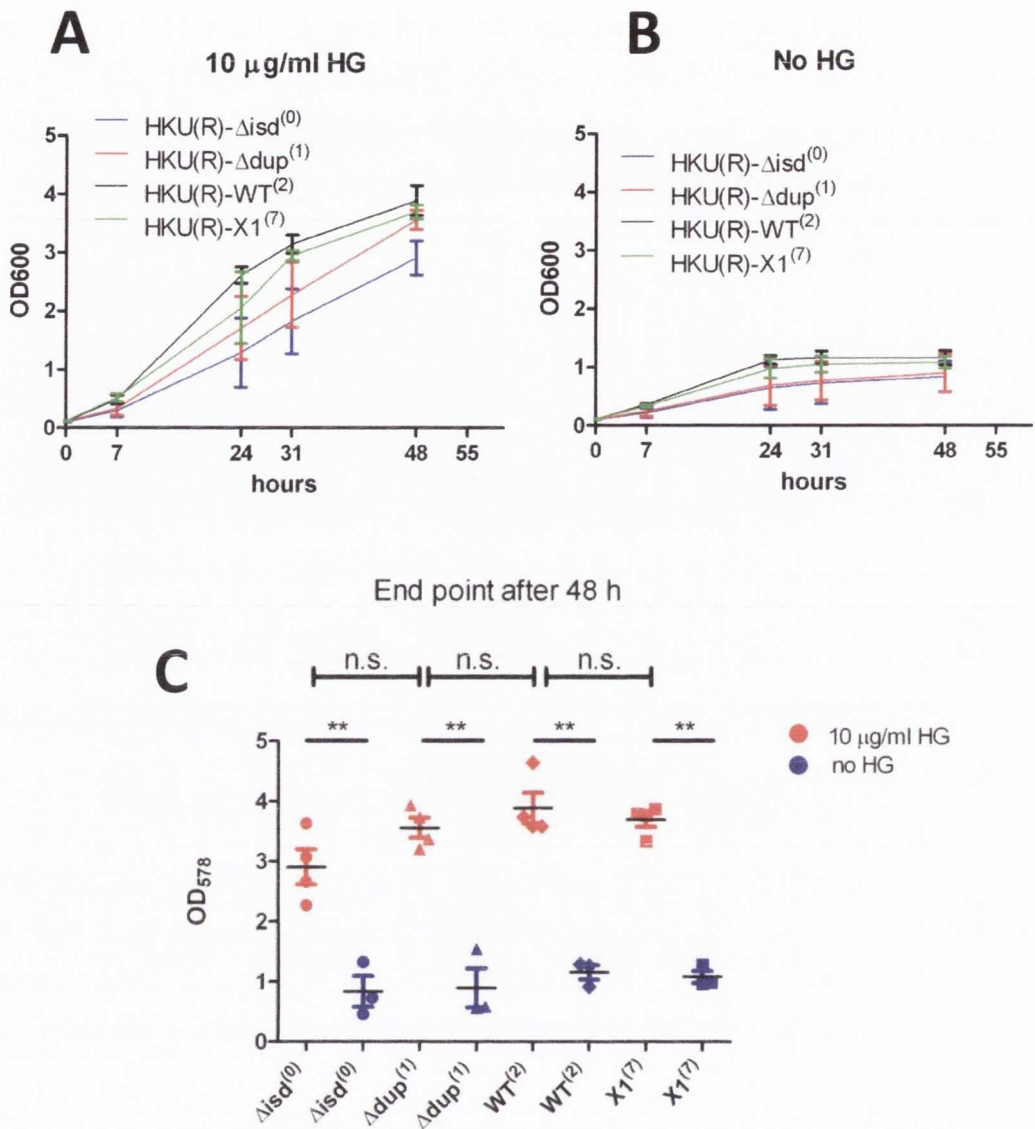 A
10 µg/ml HG
HKU(R)-Δisd(0)
HKU(R)-Δdup(1)
HKU(R)-WT(2)
HKU(R)-X1(7)
OD600
5
4
3
2
1
0
0 7 24 31 48 55
hours
B
No HG
HKU(R)-Δisd(0)
HKU(R)-Δdup(1)
HKU(R)-WT(2)
HKU(R)-X1(7)
OD600
5
4
3
2
1
0
0 7 24 31 48 55
hours
End point after 48 h
C
n.s. n.s. n.s.
** ** ** **
10 µg/ml HG
no HG
OD578
5
4
3
2
1
0
Δisd(0) Δisd(0) Δdup(1) Δdup(1) WT(2) WT(2) X1(7) X1(7)